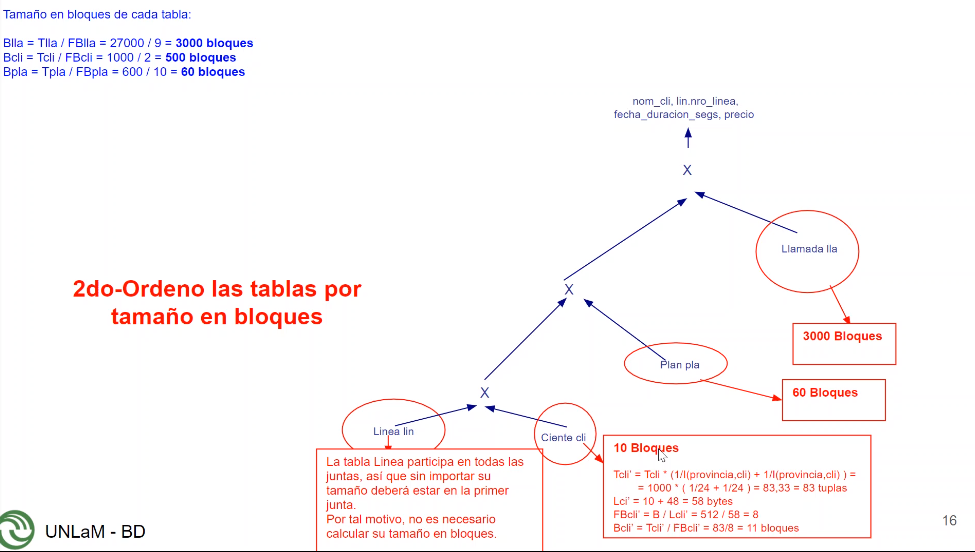 Tamaño en bloques de cada tabla:
Blla = Tlla / FBlla = 27000 / 9 = 3000 bloques
Bcli = Tcli / FBcli = 1000 / 2 = 500 bloques
Bpla = Tpla / FBpla = 600 / 10 = 60 bloques
nom_cli, lin.nro_linea,
fecha_duracion_segs, precio
X
Llamada lla
2do-Ordeno las tablas por
tamaño en bloques
X
3000 Bloques
Plan pla
X
60 Bloques
Linea lin
Ciente cli
La tabla Linea participa en todas las
juntas, así que sin importar su
tamaño deberá estar en la primer
junta.
Por tal motivo, no es necesario
calcular su tamaño en bloques.
10 Bloques
Tcli' = Tcli * (1/I(provincia,cli) + 1/I(provincia,cli) ) =
= 1000 * ( 1/24 + 1/24 ) = 83,33 = 83 tuplas
Lci' = 10 + 48 = 58 bytes
FBcli' = B / Lcli' = 512 / 58 = 8
Bcli' = Tcli' / FBcli' = 83/8 = 11 bloques
UNLaM - BD
16